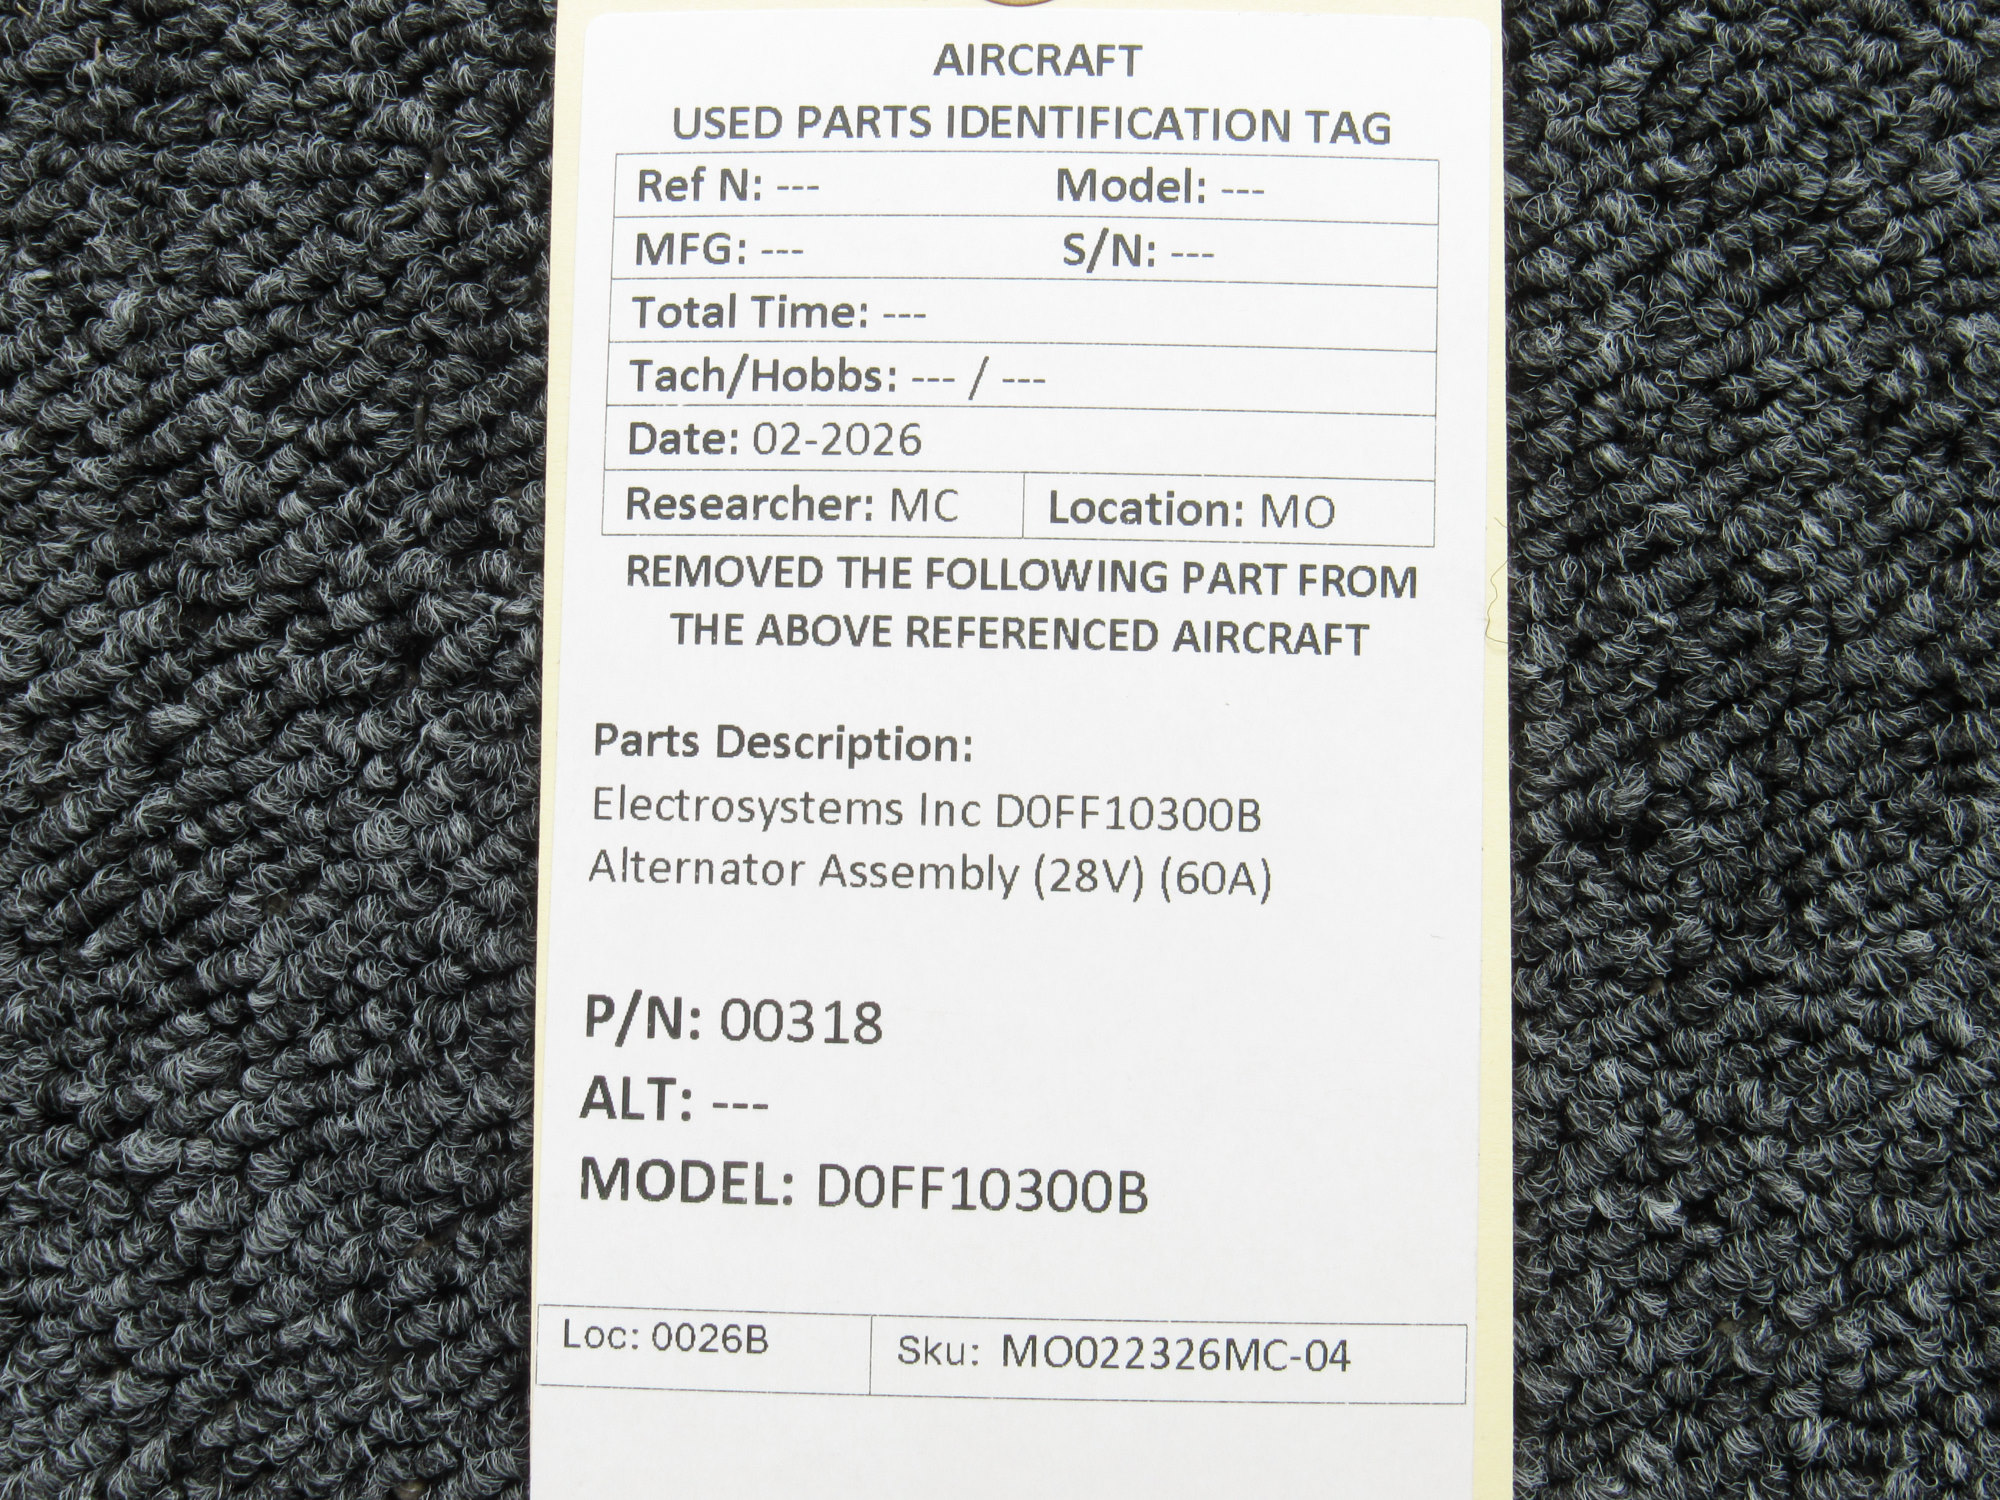 AIRCRAFT
USED PARTS IDENTIFICATION TAG
Ref N: --- Model: ---
MFG: --- S/N: ---
Total Time: ---
Tach/Hobbs: --- / ---
Date: 02-2026
Researcher: MC Location: MO
REMOVED THE FOLLOWING PART FROM
THE ABOVE REFERENCED AIRCRAFT
Parts Description:
Electrosystems Inc D0FF10300B
Alternator Assembly (28V) (60A)
P/N: 00318
ALT: ---
MODEL: D0FF10300B
Loc: 0026B Sku: MO022326MC-04